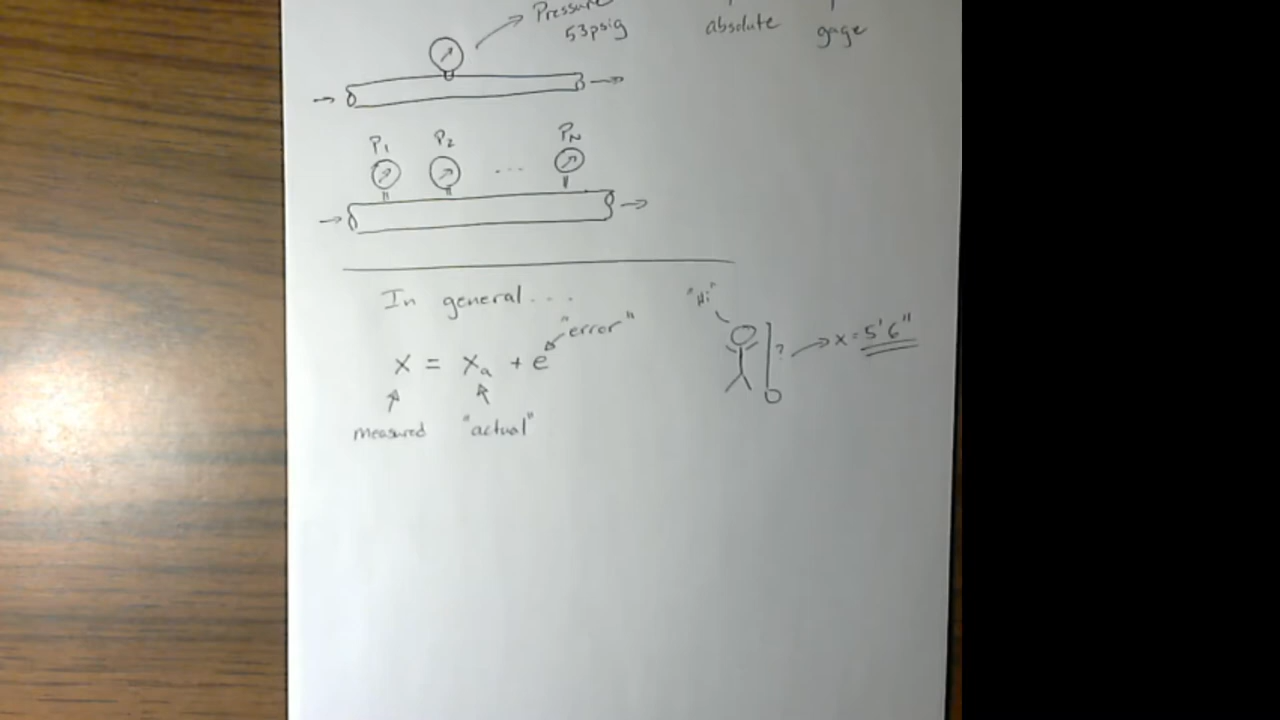 Pressure
53psig
absolute gage
P1 P2 ... PN
In general...
"Hi"
"error"
x = xa + e
? x = 5'6"
measured "actual"